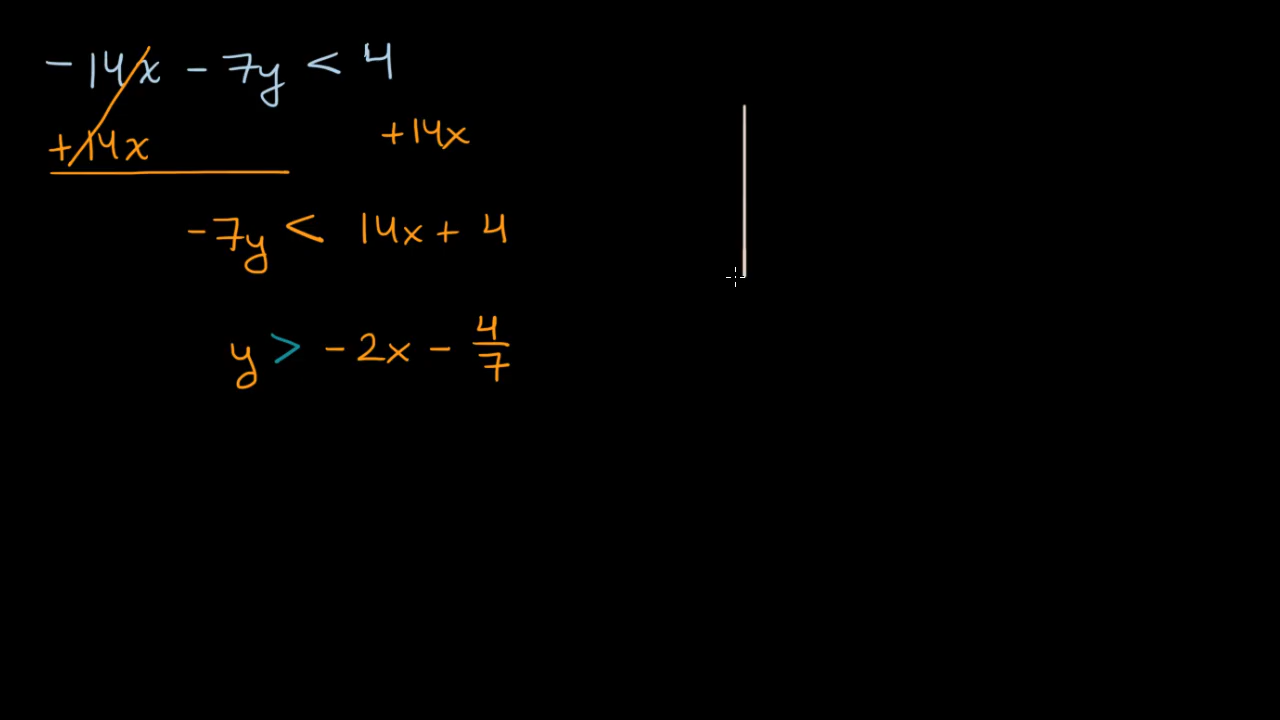 -14x - 7y < 4
+14x +14x
-7y < 14x + 4
y > -2x - 4/7